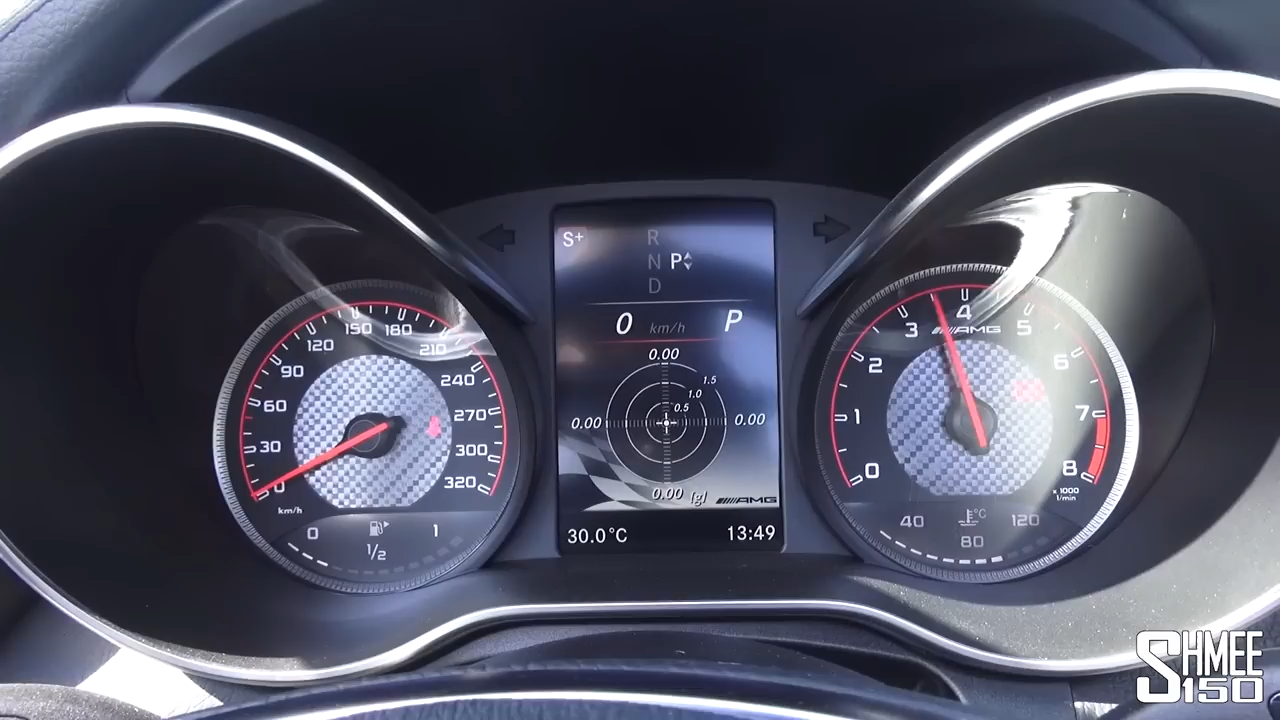 S+
R
N P
D
0 km/h P
0.00
1.5
1.0
0.5
0.00 0.00
0.00 [g] AMG
30.0°C 13:49
0
30
60
90
120
150
180
210
240
270
300
320
km/h
0 1/2 1
0
1
2
3
4
5
6
7
8
AMG
x 1000
1/min
°C
40 80 120
SHMEE
150